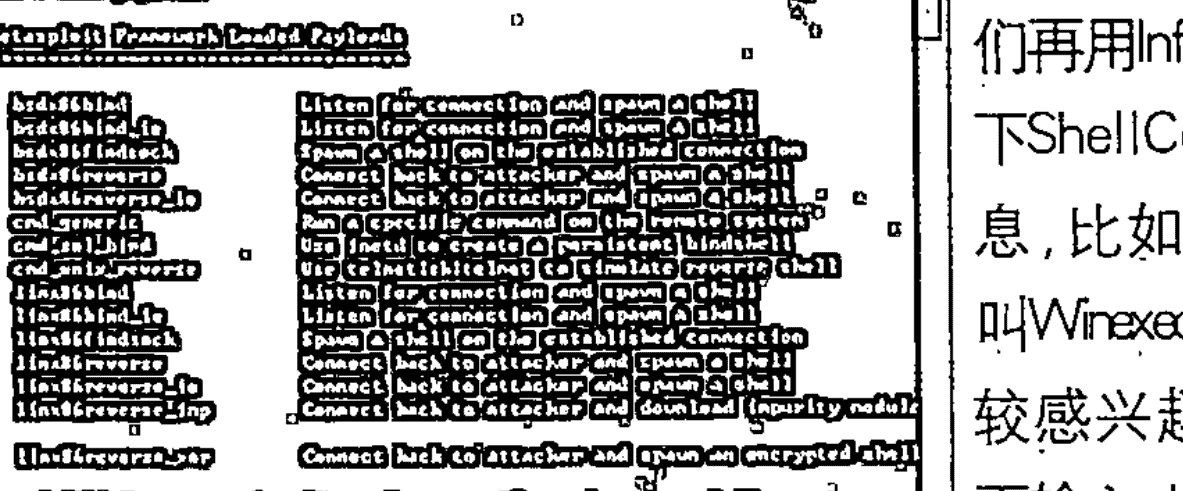 etasploit Framework Loaded Payloads
bsdx86bind Listen for connection and spawn a shell
bsdx86bind_ie Listen for connection and spawn a shell
bsdx86findsock Spawn a shell on the established connection
bsdx86reverse Connect back to attacker and spawn a shell
bsdx86reverse_ie Connect back to attacker and spawn a shell
cmd_generic Run a specific command on the remote system
cmd_sol_bind Use inetd to create a persistent bindshell
cmd_unix_reverse Use telnet|sh|telnet to simulate reverse shell
linx86bind Listen for connection and spawn a shell
linx86bind_ie Listen for connection and spawn a shell
linx86findsock Spawn a shell on the established connection
linx86reverse Connect back to attacker and spawn a shell
linx86reverse_ie Connect back to attacker and spawn a shell
linx86reverse_imp Connect back to attacker and download impurity module
linx86reverse_xor Connect back to attacker and spawn an encrypted shell
们再用Inf
下ShellC
息,比如
叫Winexec
较感兴趣